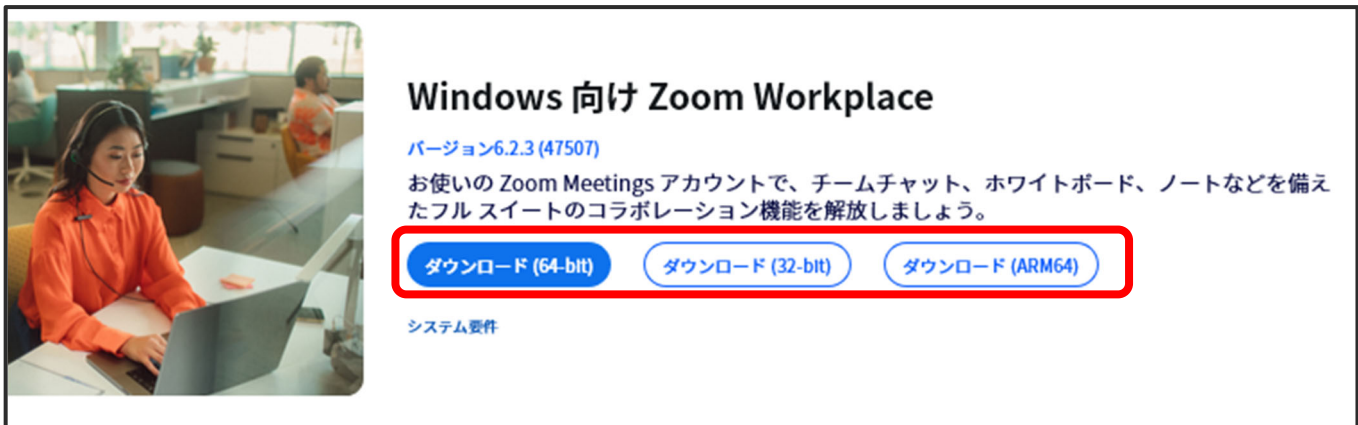 Windows 向け Zoom Workplace
バージョン6.2.3 (47507)
お使いの Zoom Meetings アカウントで、チームチャット、ホワイトボード、ノートなどを備え
たフル スイートのコラボレーション機能を解放しましょう。
ダウンロード (64-bit)
ダウンロード (32-bit)
ダウンロード (ARM64)
システム要件